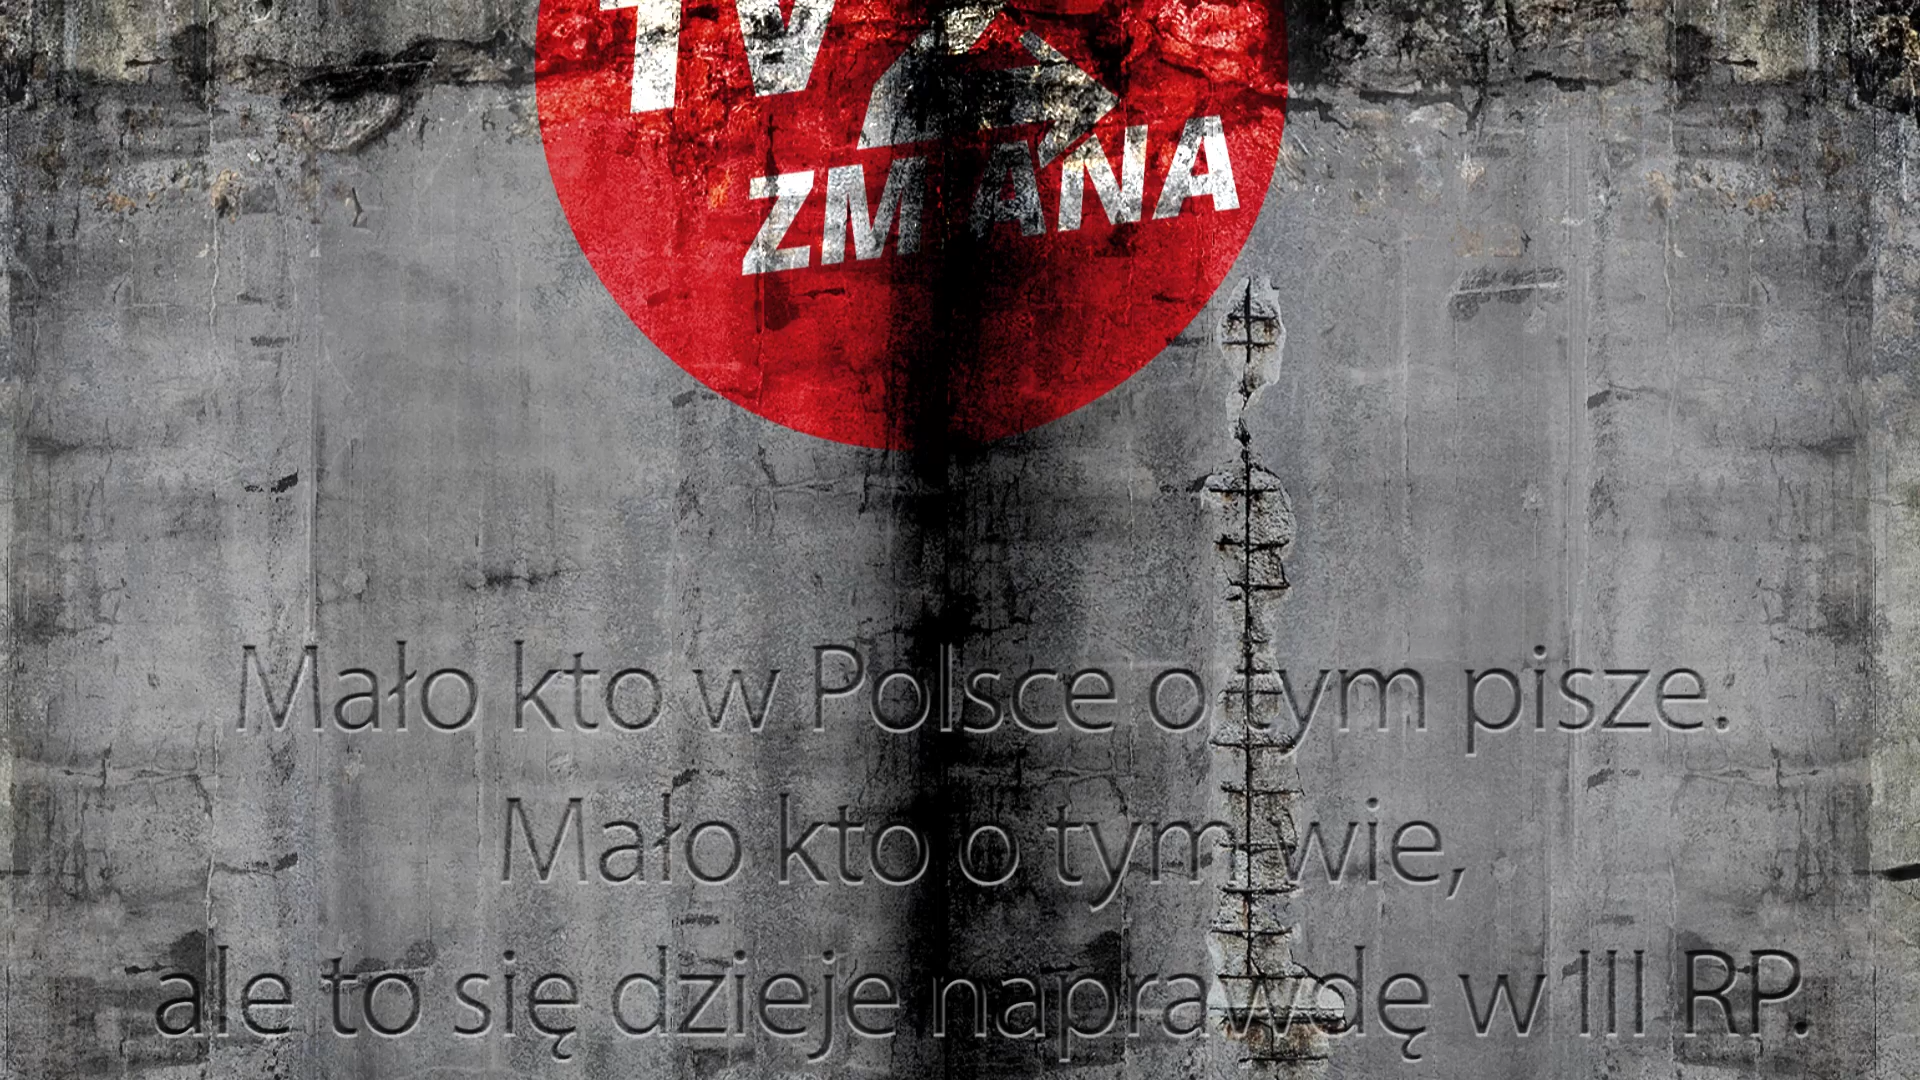 TV
ZMIANA
Mało kto w Polsce o tym pisze.
Mało kto o tym wie,
ale to się dzieje naprawdę w III RP.